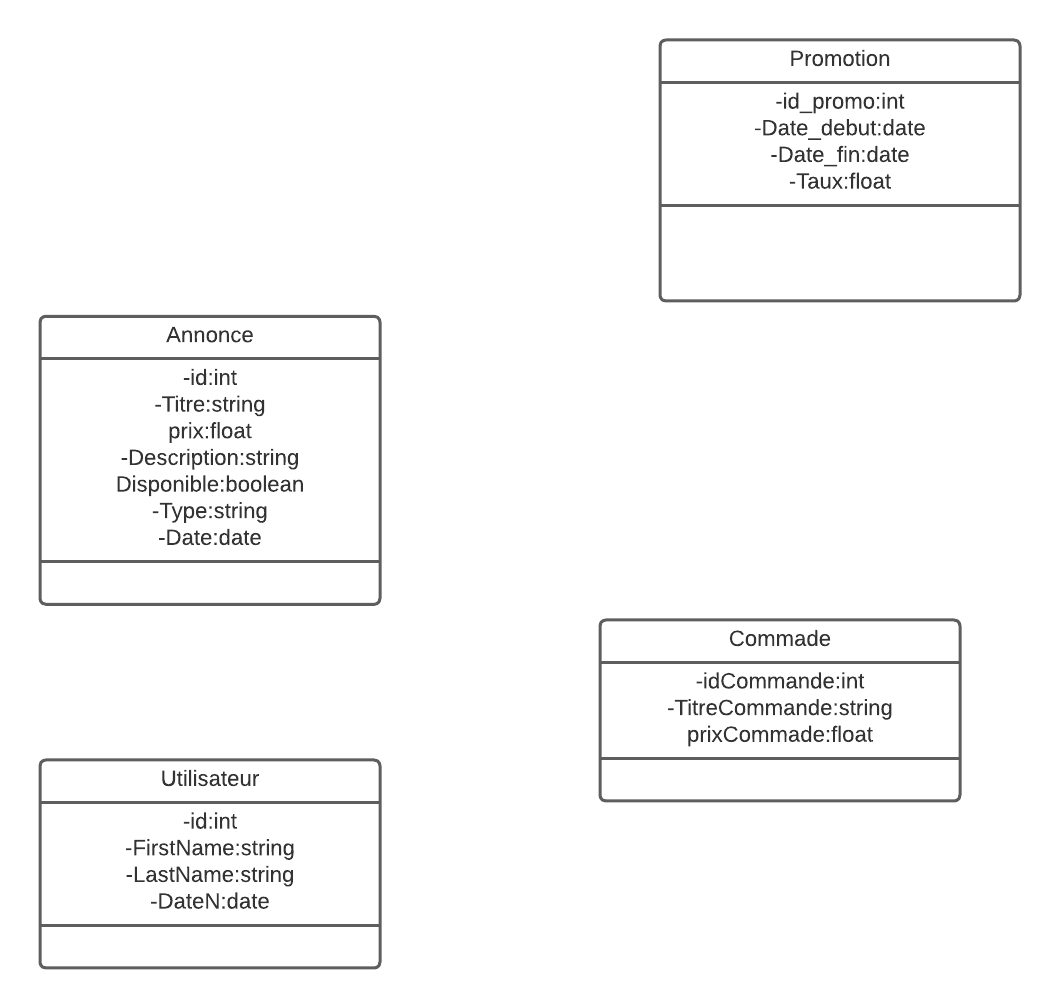 Promotion
-id_promo:int
-Date_debut:date
-Date_fin:date
-Taux:float
Annonce
-id:int
-Titre:string
prix:float
-Description:string
Disponible:boolean
-Type:string
-Date:date
Commade
-idCommande:int
-TitreCommande:string
prixCommade:float
Utilisateur
-id:int
-FirstName:string
-LastName:string
-DateN:date